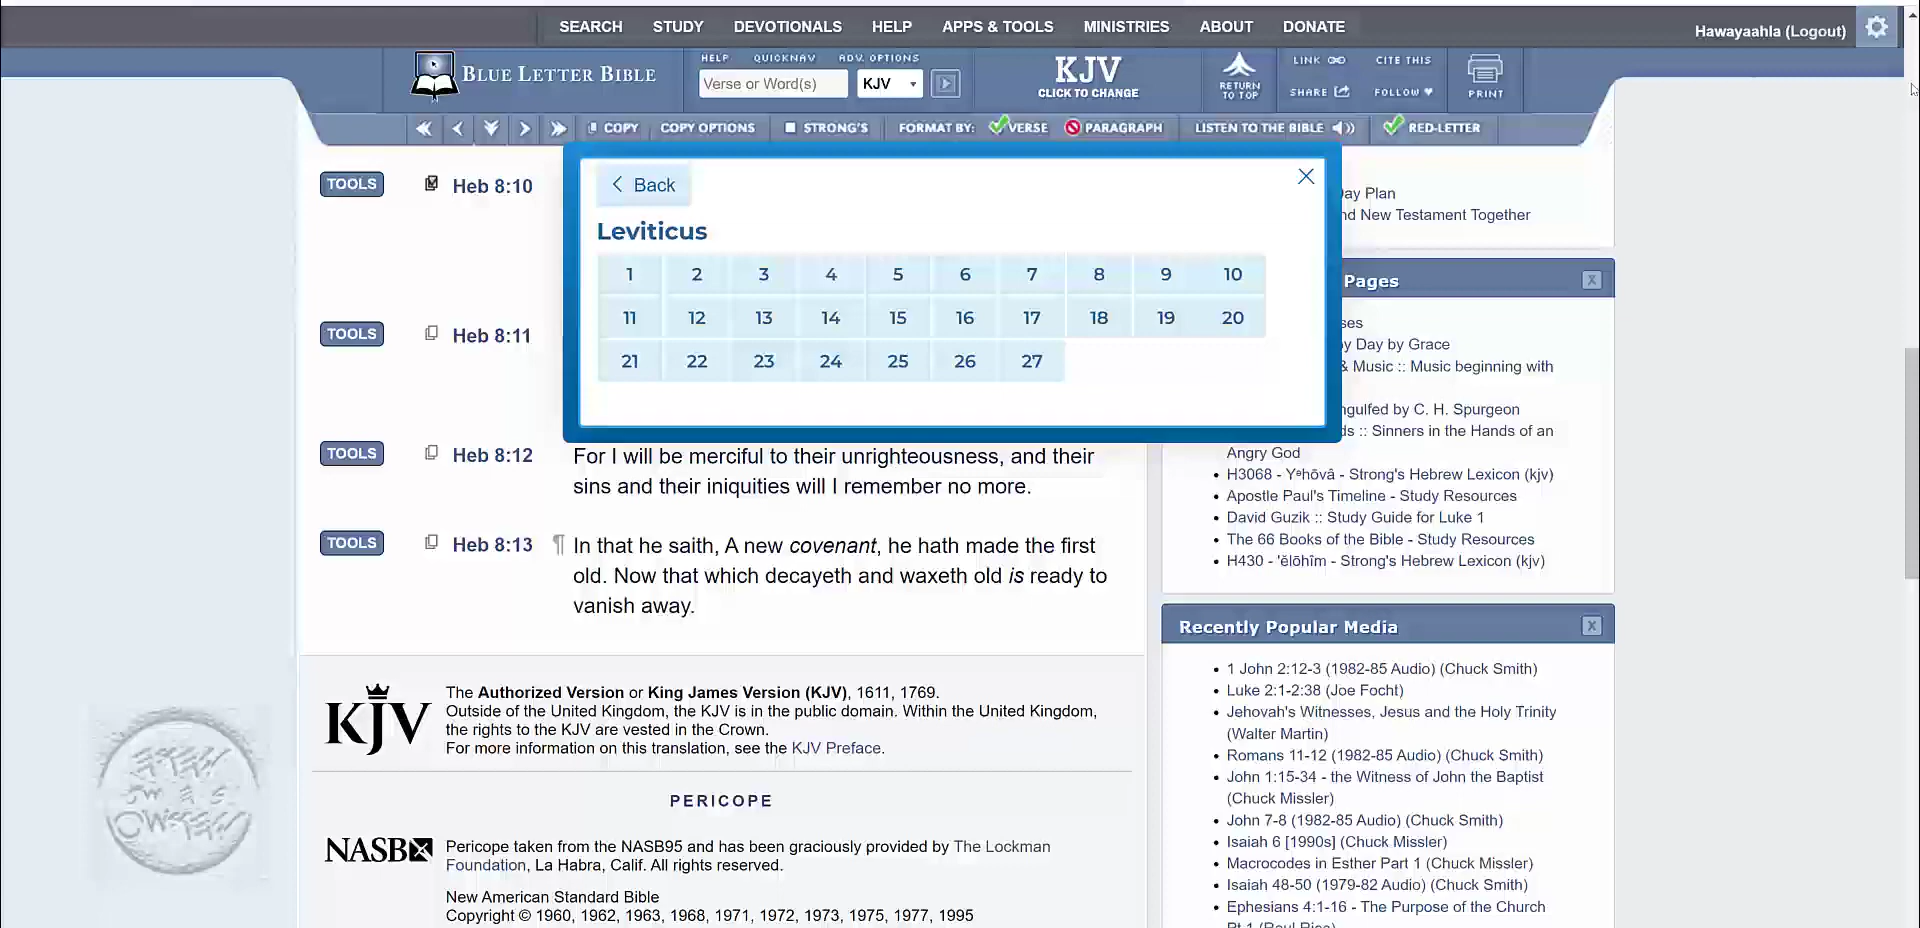 SEARCH STUDY DEVOTIONALS HELP APPS & TOOLS MINISTRIES ABOUT DONATE
Hawayaahla (Logout)
BLUE LETTER BIBLE
HELP QUICKNAV ADV. OPTIONS
Verse or Word(s) KJV
KJV
CLICK TO CHANGE
RETURN
TO TOP
LINK CITE THIS
SHARE FOLLOW
PRINT
COPY COPY OPTIONS STRONG'S FORMAT BY: VERSE PARAGRAPH LISTEN TO THE BIBLE RED-LETTER
Back
Leviticus
1 2 3 4 5 6 7 8 9 10
11 12 13 14 15 16 17 18 19 20
21 22 23 24 25 26 27
TOOLS Heb 8:10
TOOLS Heb 8:11
TOOLS Heb 8:12 For I will be merciful to their unrighteousness, and their
sins and their iniquities will I remember no more.
TOOLS Heb 8:13 ¶ In that he saith, A new covenant, he hath made the first
old. Now that which decayeth and waxeth old is ready to
vanish away.
KJV
The Authorized Version or King James Version (KJV), 1611, 1769.
Outside of the United Kingdom, the KJV is in the public domain. Within the United Kingdom,
the rights to the KJV are vested in the Crown.
For more information on this translation, see the KJV Preface.
PERICOPE
NASB
Pericope taken from the NASB95 and has been graciously provided by The Lockman
Foundation, La Habra, Calif. All rights reserved.
New American Standard Bible
Copyright © 1960, 1962, 1963, 1968, 1971, 1972, 1973, 1975, 1977, 1995
Plan
New Testament Together
Pages
Day by Grace
& Music :: Music beginning with
by C. H. Spurgeon
:: Sinners in the Hands of an
Angry God
• H3068 - Yᵊhōvâ - Strong's Hebrew Lexicon (kjv)
• Apostle Paul's Timeline - Study Resources
• David Guzik :: Study Guide for Luke 1
• The 66 Books of the Bible - Study Resources
• H430 - 'ĕlōhîm - Strong's Hebrew Lexicon (kjv)
Recently Popular Media
• 1 John 2:12-3 (1982-85 Audio) (Chuck Smith)
• Luke 2:1-2:38 (Joe Focht)
• Jehovah's Witnesses, Jesus and the Holy Trinity
(Walter Martin)
• Romans 11-12 (1982-85 Audio) (Chuck Smith)
• John 1:15-34 - the Witness of John the Baptist
(Chuck Missler)
• John 7-8 (1982-85 Audio) (Chuck Smith)
• Isaiah 6 [1990s] (Chuck Missler)
• Macrocodes in Esther Part 1 (Chuck Missler)
• Isaiah 48-50 (1979-82 Audio) (Chuck Smith)
• Ephesians 4:1-16 - The Purpose of the Church